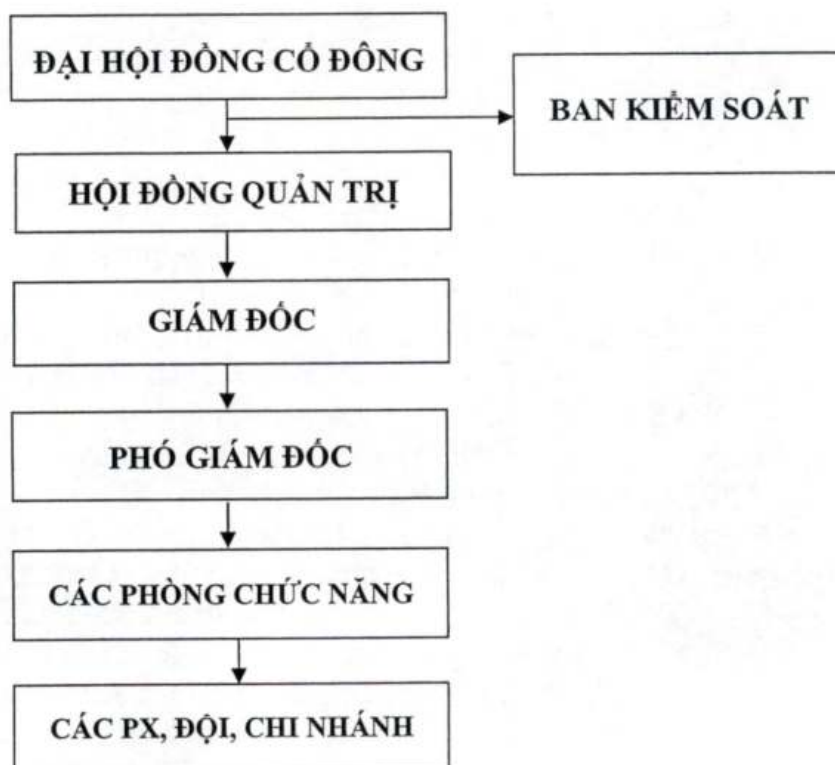 ĐẠI HỘI ĐỒNG CỔ ĐÔNG
BAN KIỂM SOÁT
HỘI ĐỒNG QUẢN TRỊ
GIÁM ĐỐC
PHÓ GIÁM ĐỐC
CÁC PHÒNG CHỨC NĂNG
CÁC PX, ĐỘI, CHI NHÁNH